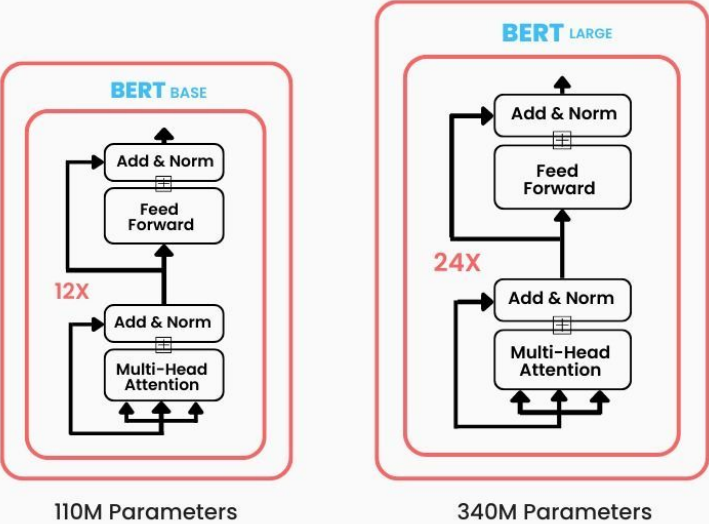 BERT BASE
Add & Norm
Feed
Forward
12X
Add & Norm
Multi-Head
Attention
110M Parameters
BERT LARGE
Add & Norm
Feed
Forward
24X
Add & Norm
Multi-Head
Attention
340M Parameters